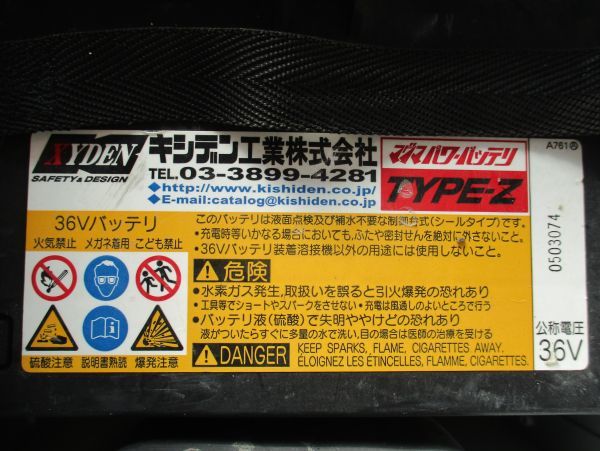 XYDEN
SAFETY & DESIGN
キシデン工業株式会社
TEL.03-3899-4281
◆http://www.kishiden.co.jp/
◆E-mail:catalog@kishiden.co.jp
マグマパワーバッテリ
TYPE-Z
A761Ⓐ
36Vバッテリ
火気禁止 メガネ着用 こども禁止
硫酸注意 説明書熟読 爆発注意
このバッテリは液面点検及び補水不要な制御弁式(シールタイプ)です。
・充電時等いかなる場合においても,ふたや密封せんを絶対に外さないこと。
・36Vバッテリ装着溶接機以外の用途には使用しないこと。
危険
・水素ガス発生,取扱いを誤ると引火爆発の恐れあり
・工具等でショートやスパークをさせない・充電は風通しのよいところで行う
・バッテリ液(硫酸)で失明ややけどの恐れあり
液がついたらすぐに多量の水で洗い,目の場合は医師の治療を受ける
DANGER
KEEP SPARKS, FLAME, CIGARETTES. AWAY.
ÉLOIGNEZ LES ÉTINCELLES, FLAMME, CIGARETTES.
0503074
公称電圧
36V